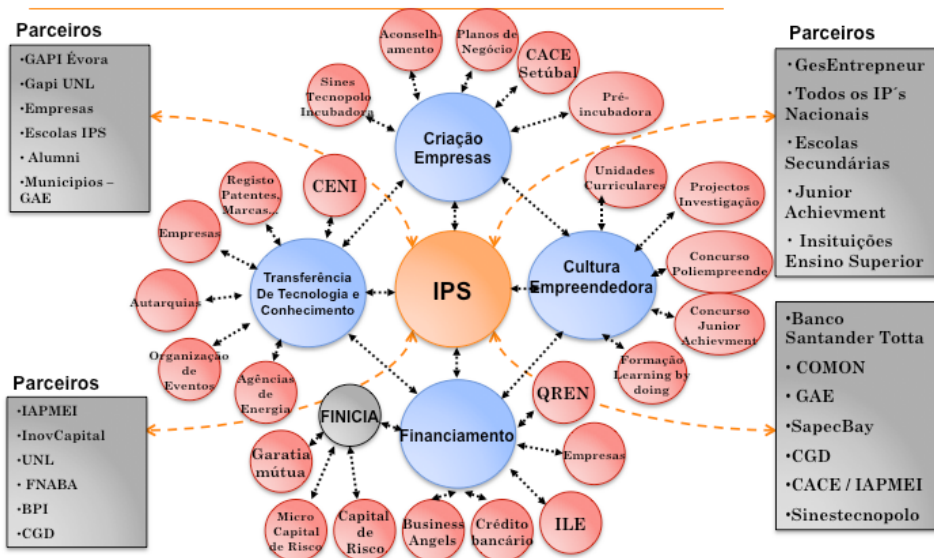 Parceiros
•GAPI Évora
•Gapi UNL
•Empresas
•Escolas IPS
• Alumni
•Municipios –
GAE
Aconselh-
amento
Planos de
Negócio
CACE
Setúbal
Sines
Tecnopolo
Incubadora
Pré-
incubadora
Criação
Empresas
Parceiros
• GesEntrepneur
• Todos os IP´s
Nacionais
• Escolas
Secundárias
• Junior
Achievment
• Insituições
Ensino Superior
Registo
Patentes,
Marcas...
CENI
Empresas
Autarquias
Organização
de Eventos
Agências
de
Energia
Transferência
De Tecnologia e
Conhecimento
IPS
Cultura
Empreendedora
Unidades
Curriculares
Projectos
Investigação
Concurso
Poliempreende
Concurso
Junior
Achievment
Formação
Learning by
doing
Parceiros
•IAPMEI
•InovCapital
•UNL
• FNABA
•BPI
•CGD
FINICIA
Garatia
mútua
Micro
Capital
de Risco
Capital
de
Risco
Financiamento
QREN
Empresas
Business
Angels
Crédito
bancário
ILE
•Banco
Santander Totta
• COMON
• GAE
•SapecBay
•CGD
•CACE / IAPMEI
•Sinestecnopolo